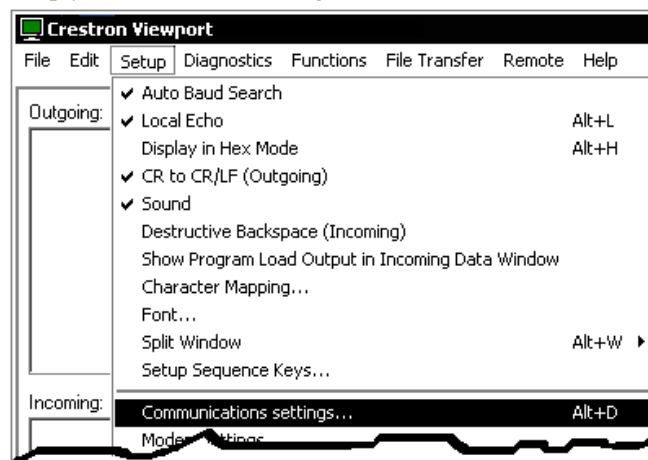 Crestron Viewport
File Edit Setup Diagnostics Functions File Transfer Remote Help
Outgoing:
✓ Auto Baud Search
✓ Local Echo Alt+L
Display in Hex Mode Alt+H
✓ CR to CR/LF (Outgoing)
✓ Sound
Destructive Backspace (Incoming)
Show Program Load Output in Incoming Data Window
Character Mapping...
Font...
Split Window Alt+W
Setup Sequence Keys...
Incoming:
Communications settings... Alt+D